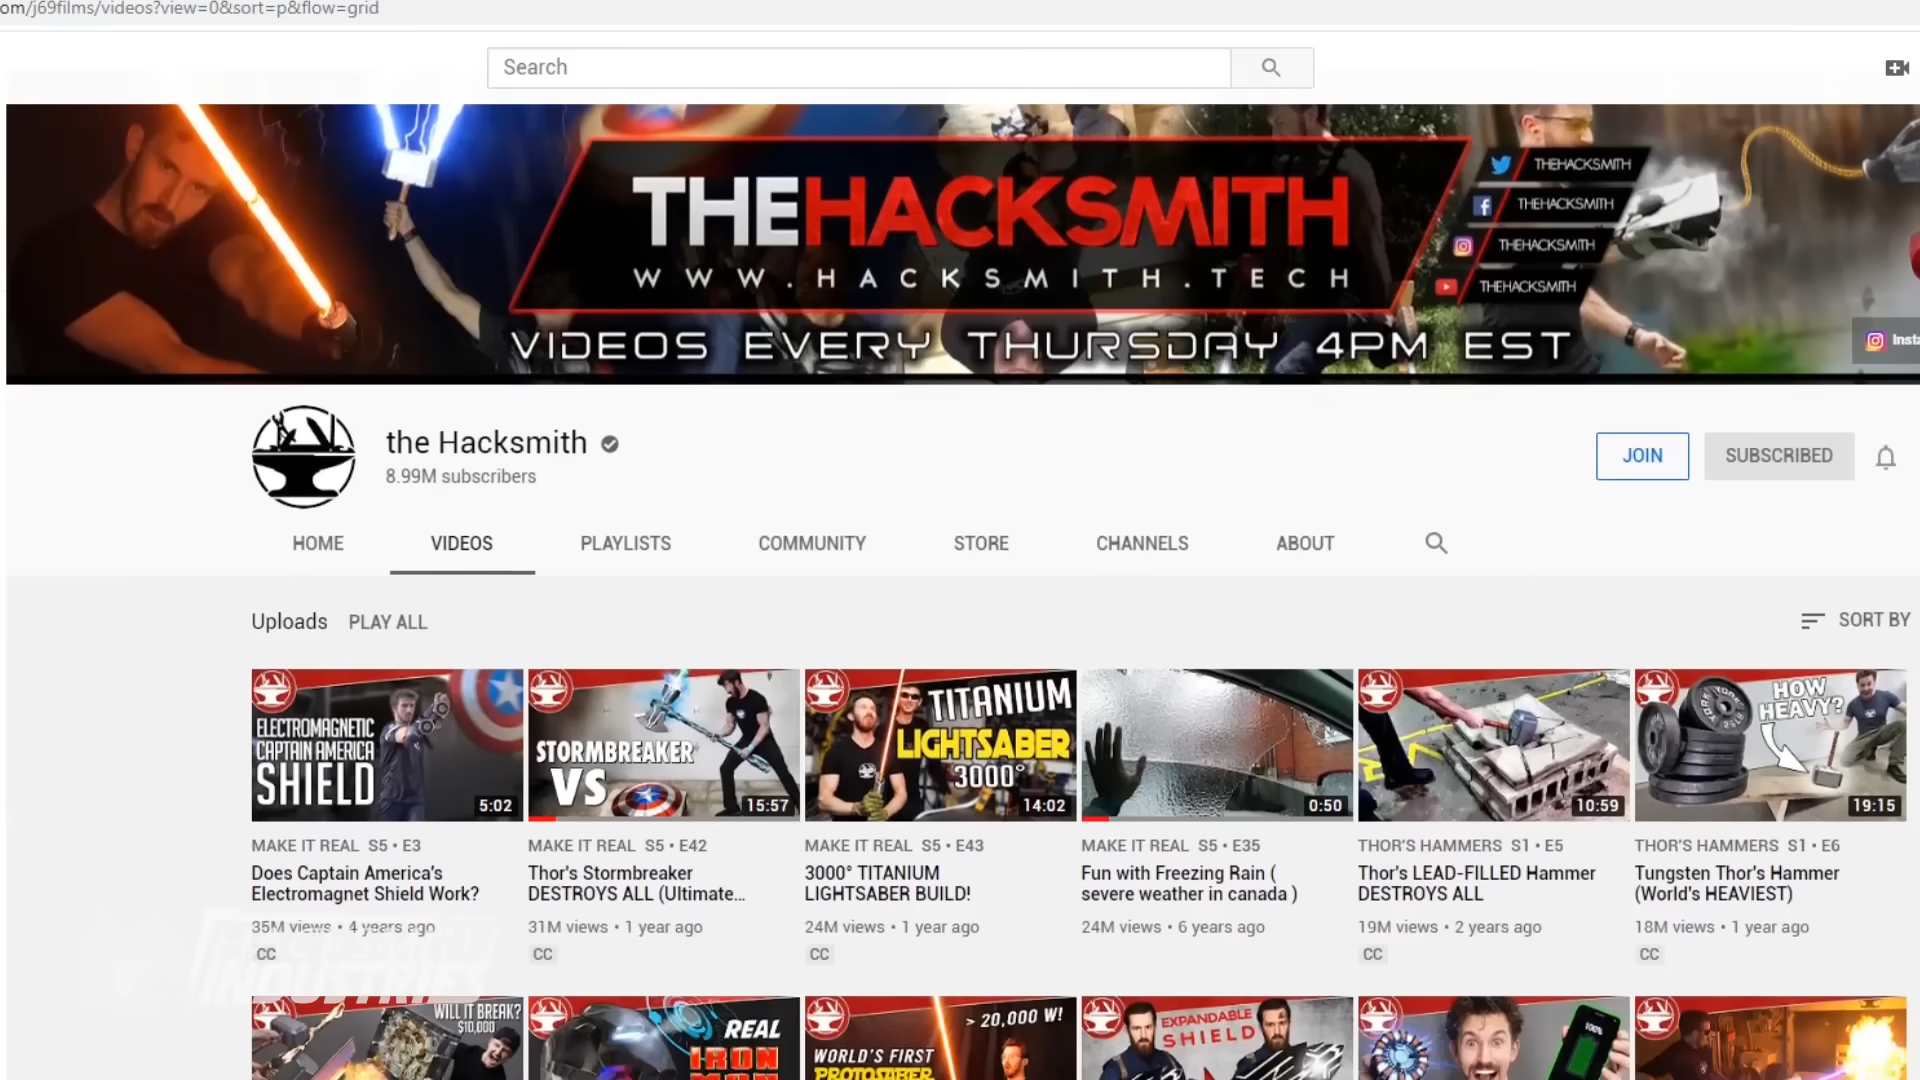 om/j69films/videos?view=0&sort=p&flow=grid
Search
THEHACKSMITH
WWW.HACKSMITH.TECH
VIDEOS EVERY THURSDAY 4PM EST
THEHACKSMITH
THEHACKSMITH
THEHACKSMITH
THEHACKSMITH
Insta
the Hacksmith
8.99M subscribers
JOIN
SUBSCRIBED
HOME
VIDEOS
PLAYLISTS
COMMUNITY
STORE
CHANNELS
ABOUT
Uploads
PLAY ALL
SORT BY
ELECTROMAGNETIC
CAPTAIN AMERICA
SHIELD
5:02
STORMBREAKER
VS
15:57
TITANIUM
LIGHTSABER
3000°
14:02
0:50
10:59
HOW
HEAVY?
YORK
19:15
MAKE IT REAL S5 • E3
Does Captain America's
Electromagnet Shield Work?
35M views • 4 years ago
CC
MAKE IT REAL S5 • E42
Thor's Stormbreaker
DESTROYS ALL (Ultimate...
31M views • 1 year ago
CC
MAKE IT REAL S5 • E43
3000° TITANIUM
LIGHTSABER BUILD!
24M views • 1 year ago
CC
MAKE IT REAL S5 • E35
Fun with Freezing Rain (
severe weather in canada )
24M views • 6 years ago
THOR'S HAMMERS S1 • E5
Thor's LEAD-FILLED Hammer
DESTROYS ALL
19M views • 2 years ago
CC
THOR'S HAMMERS S1 • E6
Tungsten Thor's Hammer
(World's HEAVIEST)
18M views • 1 year ago
CC
INDUSTRIES
WILL IT BREAK?
$10,000
REAL
IRON
MAN
> 20,000 W!
WORLD'S FIRST
PROTOSABER
EXPANDABLE
SHIELD
100%